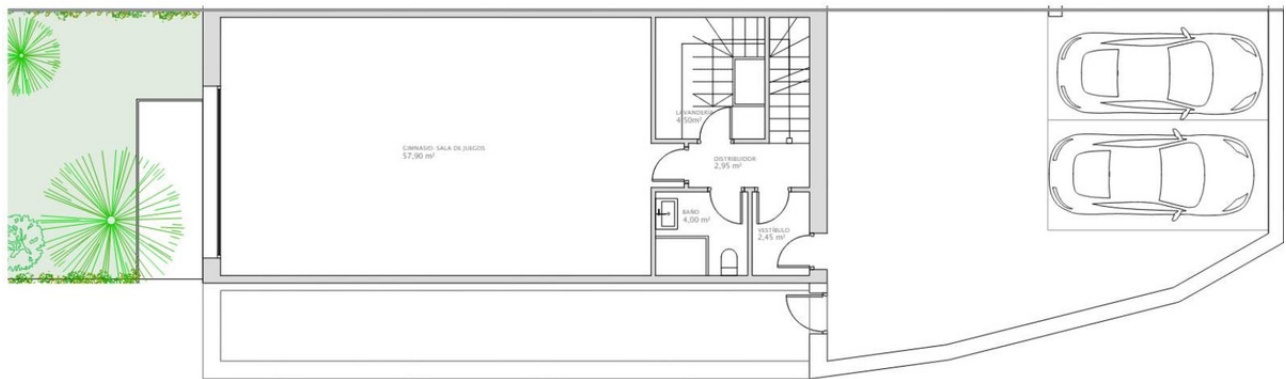 LAVANDERÍA
4,50m²
GIMNASIO-SALA DE JUEGOS
57,90 m²
DISTRIBUIDOR
2,95 m²
BAÑO
4,00 m²
VESTÍBULO
2,45 m²